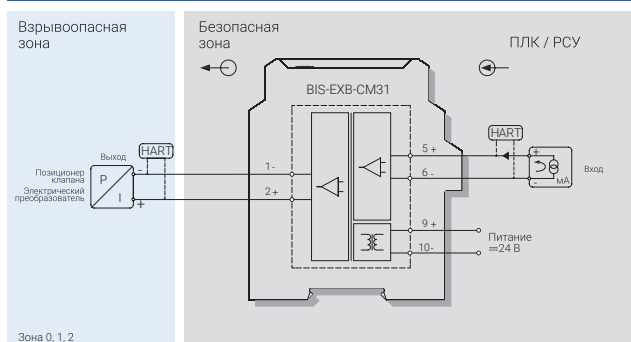 Взрывоопасная
зона
Безопасная
зона
ПЛК / РСУ
BIS-EXB-CM31
Выход
HART
HART
Позиционер
клапана
Электрический
преобразователь
P
I
-
+
1-
2+
5 +
6 -
+
-
мА
Вход
9 +
10-
Питание
⎓24 В
Зона 0, 1, 2